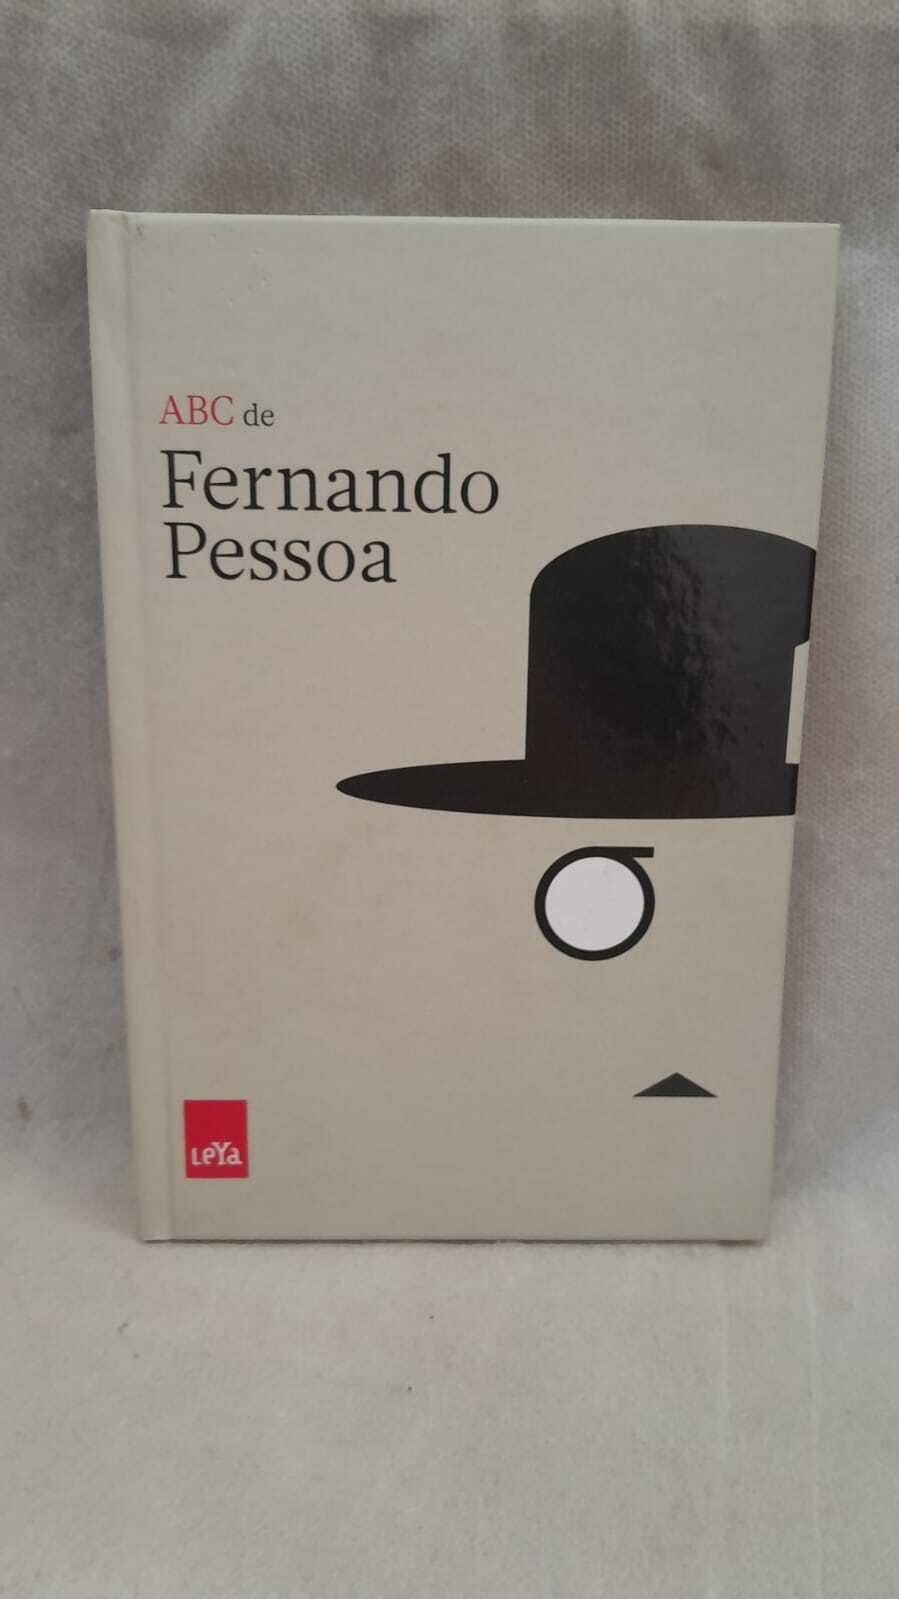 ABC de
Fernando
Pessoa
LeYa